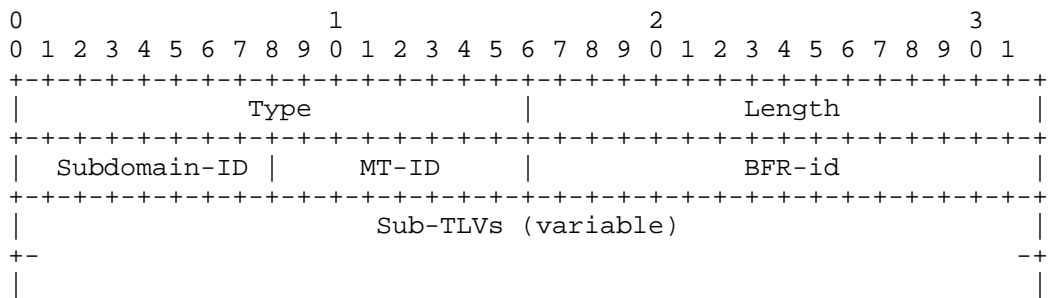 0                   1                   2                   3
0 1 2 3 4 5 6 7 8 9 0 1 2 3 4 5 6 7 8 9 0 1 2 3 4 5 6 7 8 9 0 1
+-+-+-+-+-+-+-+-+-+-+-+-+-+-+-+-+-+-+-+-+-+-+-+-+-+-+-+-+-+-+-+-+
|              Type             |             Length            |
+-+-+-+-+-+-+-+-+-+-+-+-+-+-+-+-+-+-+-+-+-+-+-+-+-+-+-+-+-+-+-+-+
|  Subdomain-ID |     MT-ID     |             BFR-id            |
+-+-+-+-+-+-+-+-+-+-+-+-+-+-+-+-+-+-+-+-+-+-+-+-+-+-+-+-+-+-+-+-+
|                      Sub-TLVs (variable)                      |
+-                                                             -+
|                                                               |